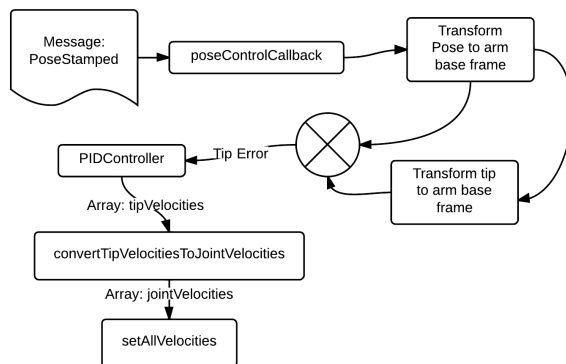 Message:
PoseStamped
poseControlCallback
Transform
Pose to arm
base frame
PIDController
Tip Error
Transform tip
to arm base
frame
Array: tipVelocities
convertTipVelocitiesToJointVelocities
Array: jointVelocities
setAllVelocities